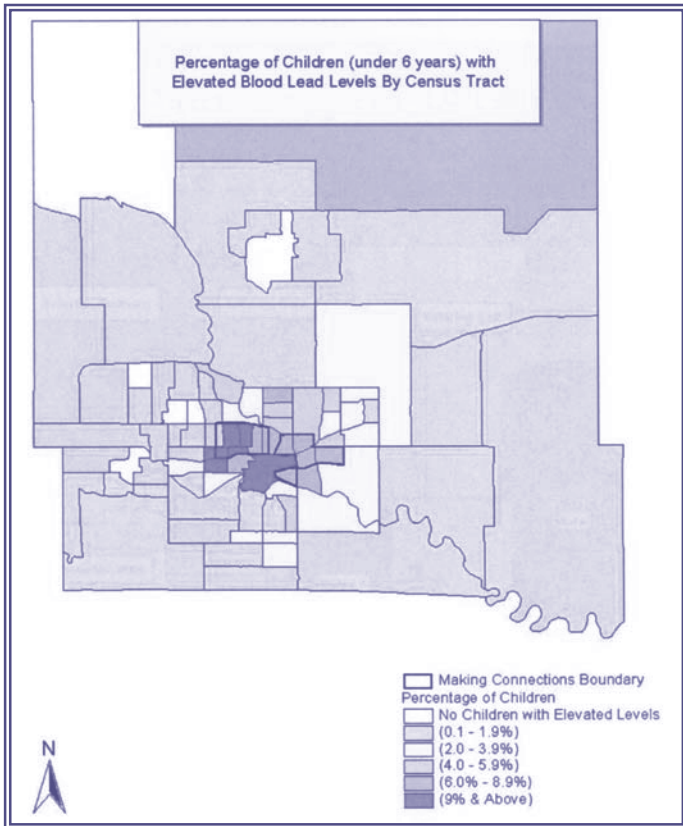 Percentage of Children (under 6 years) with
Elevated Blood Lead Levels By Census Tract
Making Connections Boundary
Percentage of Children
No Children with Elevated Levels
(0.1 - 1.9%)
(2.0 - 3.9%)
(4.0 - 5.9%)
(6.0% - 8.9%)
(9% & Above)
N